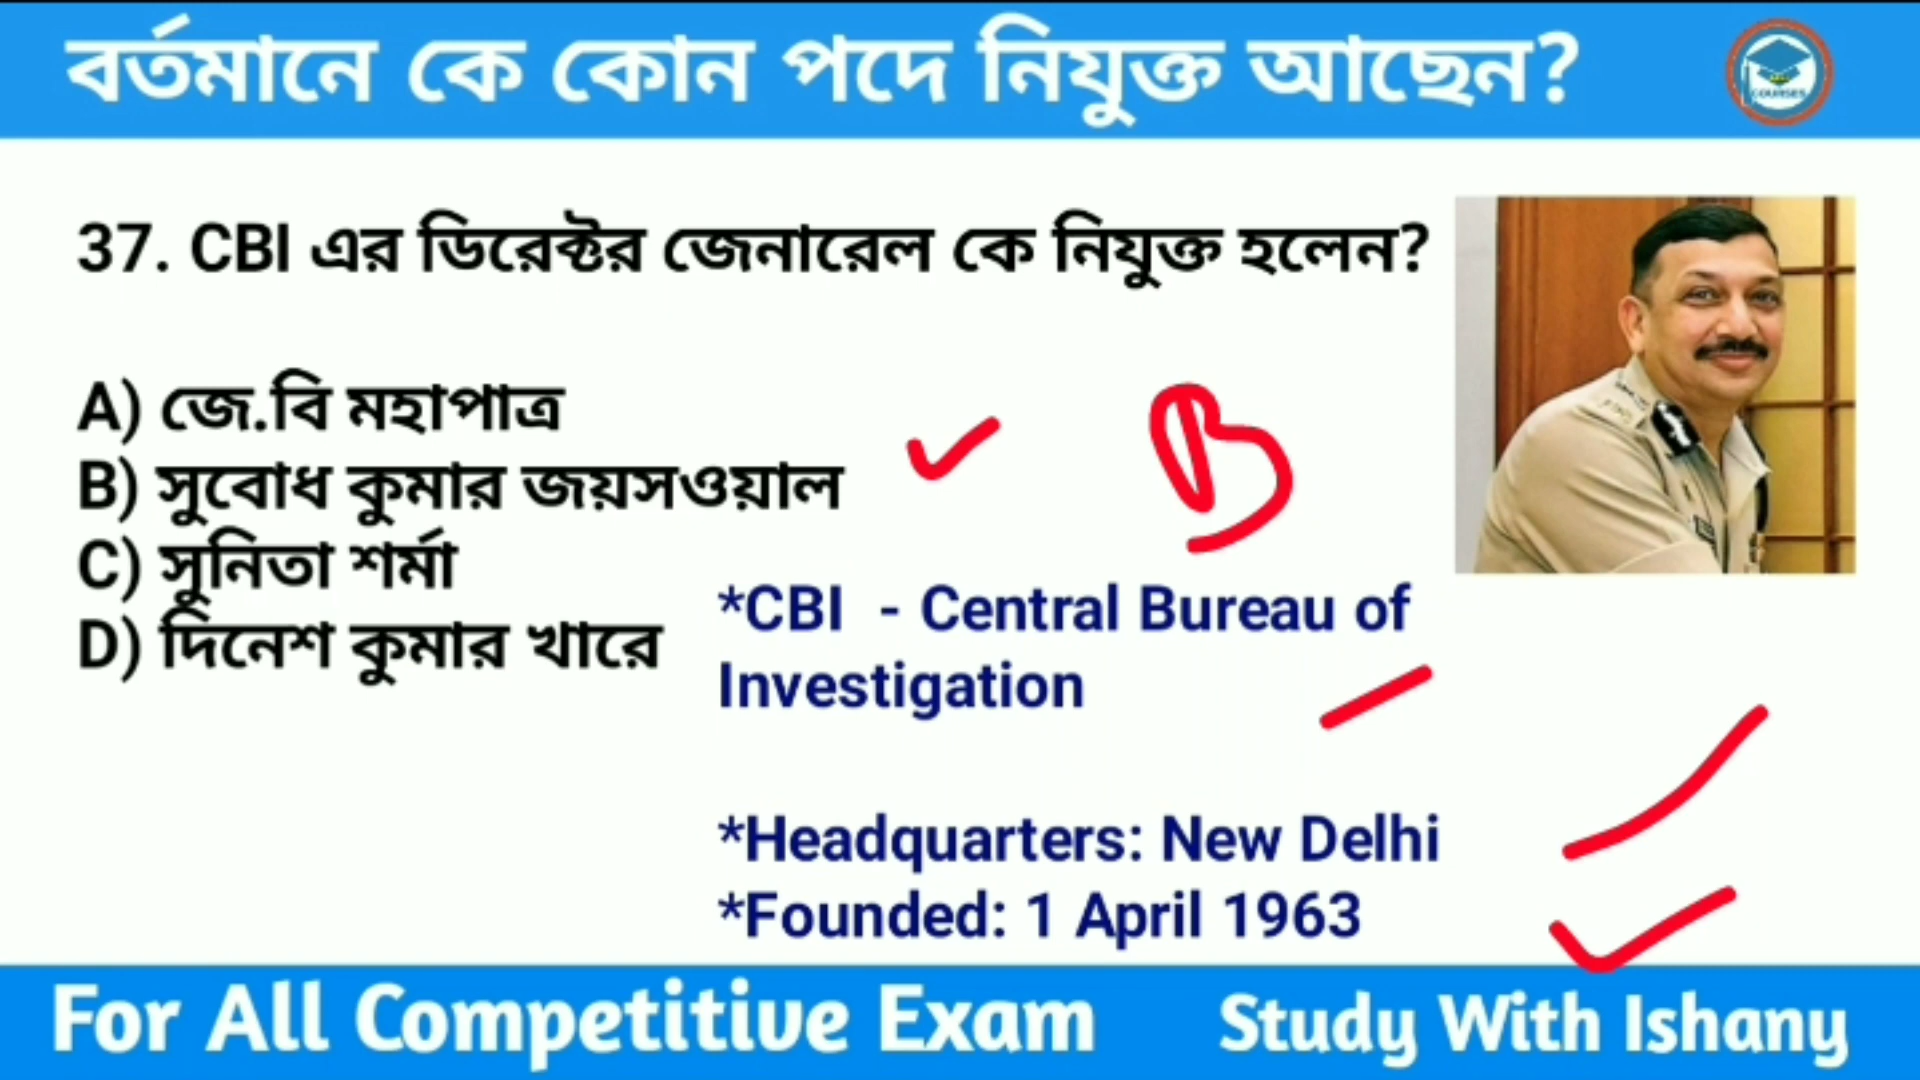 বর্তমানে কে কোন পদে নিযুক্ত আছেন?
COURSES
37. CBI এর ডিরেক্টর জেনারেল কে নিযুক্ত হলেন?
A) জে.বি মহাপাত্র
B) সুবোধ কুমার জয়সওয়াল
B
C) সুনিতা শর্মা
D) দিনেশ কুমার খারে
*CBI - Central Bureau of
Investigation
*Headquarters: New Delhi
*Founded: 1 April 1963
For All Competitive Exam
Study With Ishany